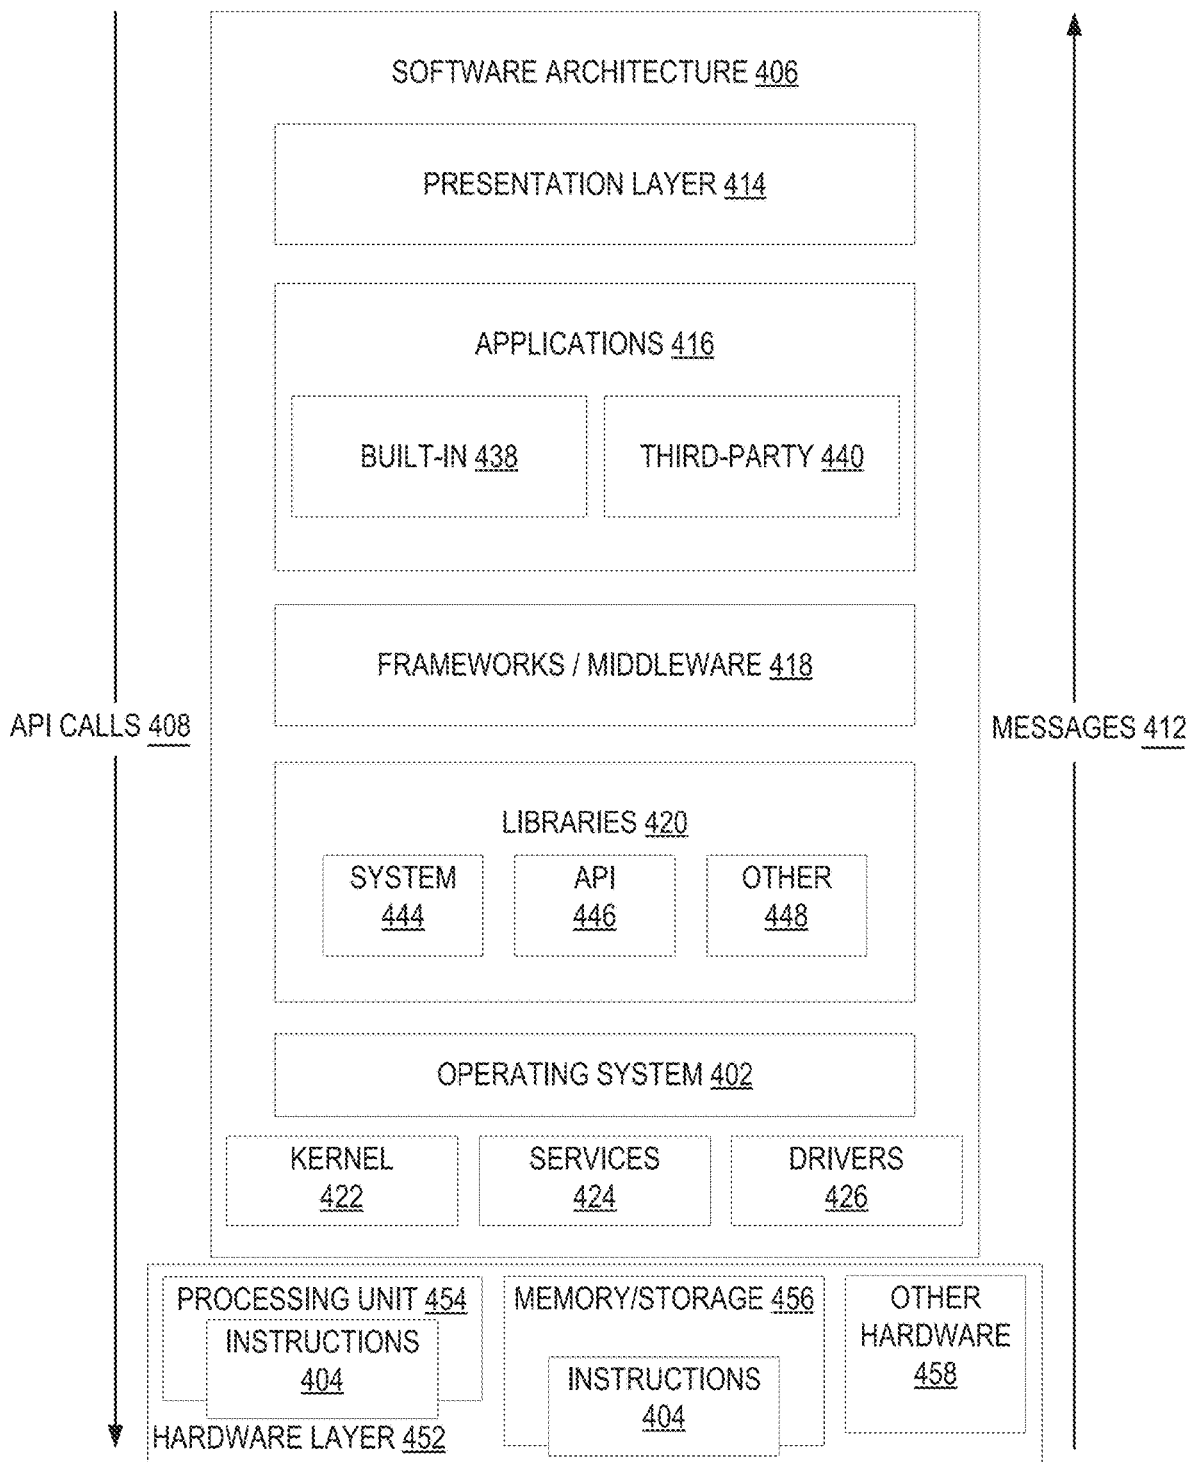 SOFTWARE ARCHITECTURE 406
PRESENTATION LAYER 414
APPLICATIONS 416
BUILT-IN 438
THIRD-PARTY 440
FRAMEWORKS / MIDDLEWARE 418
API CALLS 408
MESSAGES 412
LIBRARIES 420
SYSTEM
444
API
446
OTHER
448
OPERATING SYSTEM 402
KERNEL
422
SERVICES
424
DRIVERS
426
PROCESSING UNIT 454
INSTRUCTIONS
404
MEMORY/STORAGE 456
INSTRUCTIONS
404
OTHER
HARDWARE
458
HARDWARE LAYER 452